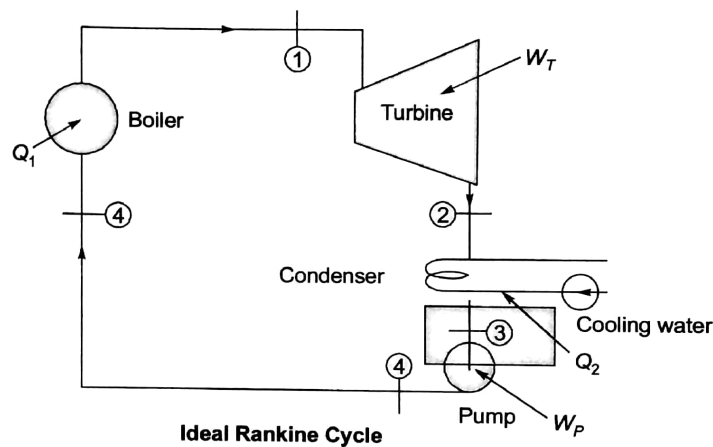 1
W_T
Turbine
Boiler
Q_1
4
2
Condenser
Cooling water
3
Q_2
4
Pump
W_P
Ideal Rankine Cycle